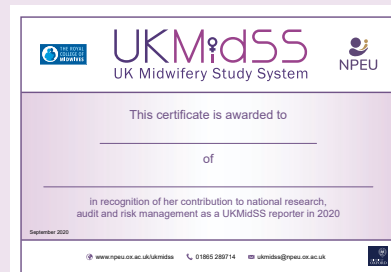 THE ROYAL
COLLEGE OF
MIDWIVES
UKMidSS
UK Midwifery Study System
NPEU
This certificate is awarded to
of
in recognition of her contribution to national research,
audit and risk management as a UKMidSS reporter in 2020
September 2020
www.npeu.ox.ac.uk/ukmidss 01865 289714 ukmidss@npeu.ox.ac.uk